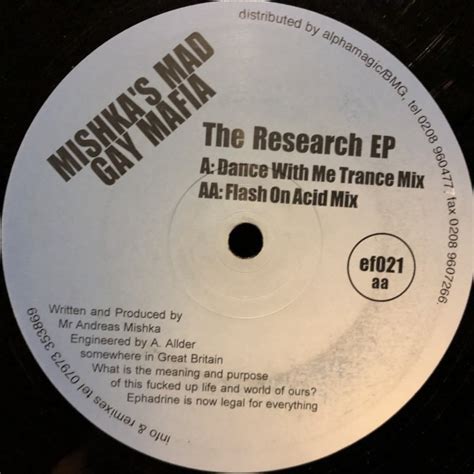 distributed by alphamagic/BMG, tel 0208 960477, fax 0208 9607266.
MISHKA'S MAD
GAY MAFIA
The Research EP
A: Dance With Me Trance Mix
AA: Flash On Acid Mix
ef021
aa
Written and Produced by
Mr Andreas Mishka
Engineered by A. Allder
somewhere in Great Britain
What is the meaning and purpose
of this fucked up life and world of ours?
Ephadrine is now legal for everything
Info & remixes tel 07973 353869